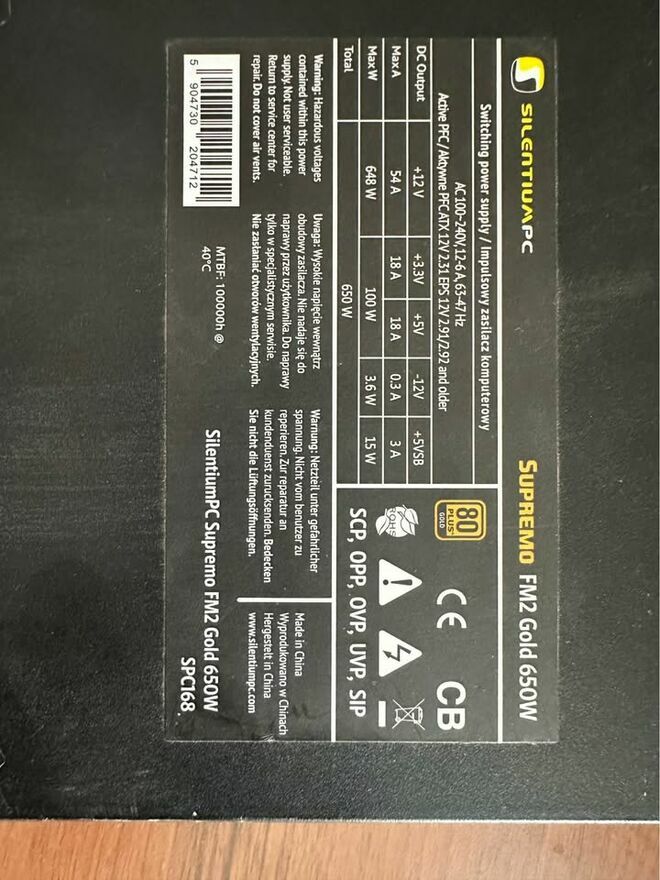 SILENTIUMPC
SUPREMO FM2 Gold 650W
Switching power supply / Impulsowy zasilacz komputerowy
AC 100~240V, 12-6 A, 63-47 Hz
Active PFC / Aktywne PFC ATX 12V 2.31 EPS 12V 2.91/2.92 and older
DC Output +12 V +3.3V +5V -12V +5VSB
Max A 54 A 18 A 18 A 0.3 A 3 A
Max W 648 W 100 W 3.6 W 15 W
Total 650 W
80
PLUS
GOLD
CE CB
ROHS
SCP, OPP, OVP, UVP, SIP
Warning: Hazardous voltages
contained within this power
supply. Not user serviceable.
Return to service center for
repair. Do not cover air vents.
Uwaga: Wysokie napięcie wewnątrz
obudowy zasilacza. Nie nadaje się do
naprawy przez użytkownika. Do naprawy
tylko w specjalistycznym serwisie.
Nie zasłaniać otworów wentylacyjnych.
Warnung: Netzteil unter gefährlicher
spannung. Nicht vom benutzer zu
reperieren. Zur reparatur an
kundendienst zurucksenden. Bedecken
Sie nicht die Lüftungsöffnungen.
Made in China
Wyprodukowano w Chinach
Hergestellt in China
www.silentiumpc.com
5 904730 204712
MTBF: 100000h @
40°C
SilentiumPC Supremo FM2 Gold 650W
SPC168